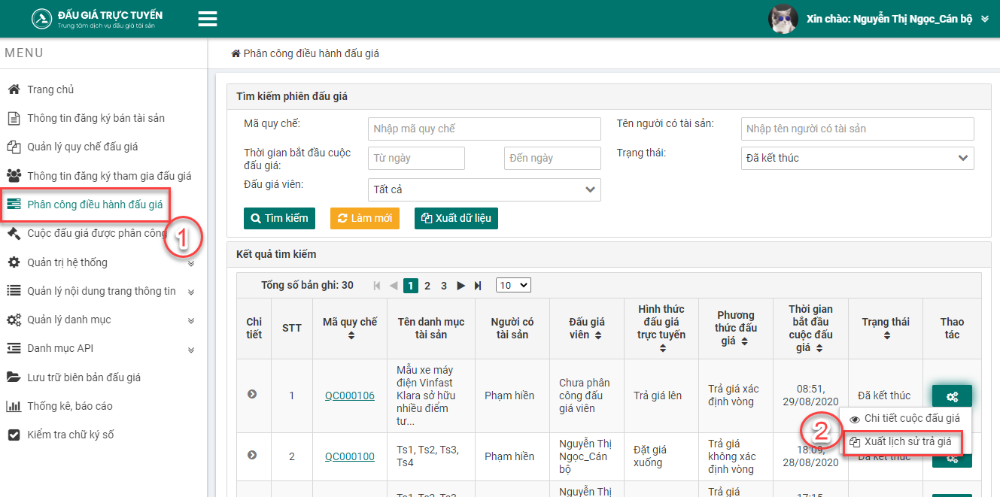 ĐẤU GIÁ TRỰC TUYẾN
Trung tâm dịch vụ đấu giá tài sản
Xin chào: Nguyễn Thị Ngọc_Cán bộ
MENU
Trang chủ
Thông tin đăng ký bán tài sản
Quản lý quy chế đấu giá
Thông tin đăng ký tham gia đấu giá
Phân công điều hành đấu giá
Cuộc đấu giá được phân công
1
Quản trị hệ thống
Quản lý nội dung trang thông tin
Quản lý danh mục
Danh mục API
Lưu trữ biên bản đấu giá
Thống kê, báo cáo
Kiểm tra chữ ký số
Phân công điều hành đấu giá
Tìm kiếm phiên đấu giá
Mã quy chế:
Nhập mã quy chế
Tên người có tài sản:
Nhập tên người có tài sản
Thời gian bắt đầu cuộc
đấu giá:
Từ ngày
Đến ngày
Trạng thái:
Đã kết thúc
Đấu giá viên:
Tất cả
Tìm kiếm
Làm mới
Xuất dữ liệu
Kết quả tìm kiếm
Tổng số bản ghi: 30
1 2 3
10
Chi
tiết
STT
Mã quy chế
Tên danh mục
tài sản
Người có
tài sản
Đấu giá
viên
Hình thức
đấu giá
trực tuyến
Phương
thức đấu
giá
Thời gian
bắt đầu
cuộc đấu
giá
Trạng thái
Thao
tác
1
QC000106
Mẫu xe máy
điện Vinfast
Klara sở hữu
nhiều điểm
tư...
Phạm hiền
Chưa phân
công đấu
giá viên
Trả giá lên
Trả giá xác
định vòng
08:51,
29/08/2020
Đã kết thúc
Chi tiết cuộc đấu giá
2
Xuất lịch sử trả giá
2
QC000100
Ts1, Ts2, Ts3,
Ts4
Phạm hiền
Nguyễn Thị
Ngọc_Cán
bộ
Đặt giá
xuống
Trả giá
không xác
định vòng
18:09,
28/08/2020
Đã kết thúc
Ts1, Ts2, Ts3,
Nguyễn Thị
Trả giá
17:15,